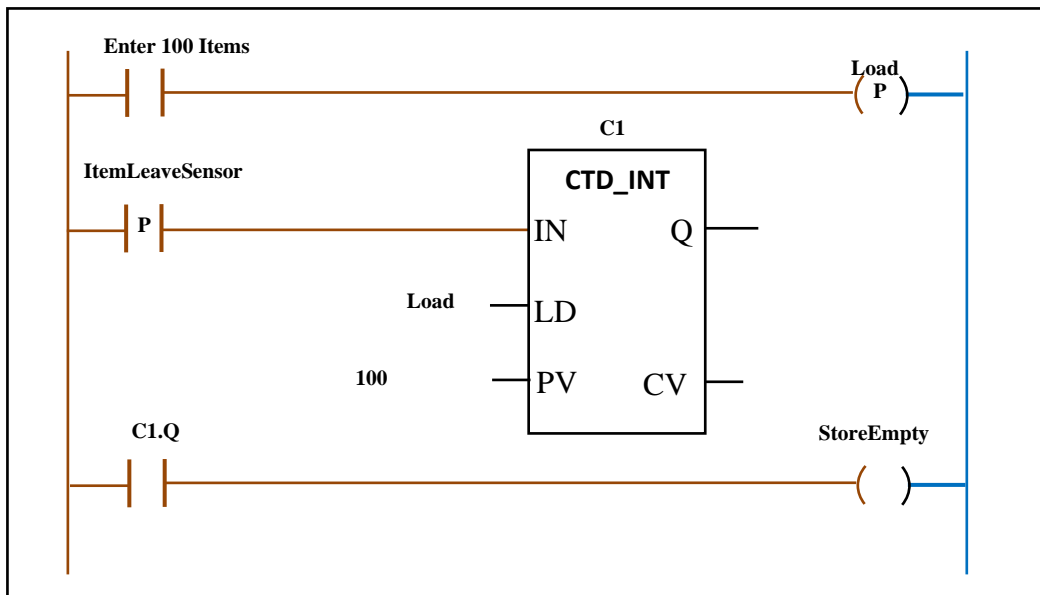 Enter 100 Items
Load
P
C1
ItemLeaveSensor
CTD_INT
P
IN
Q
Load
LD
100
PV
CV
C1.Q
StoreEmpty